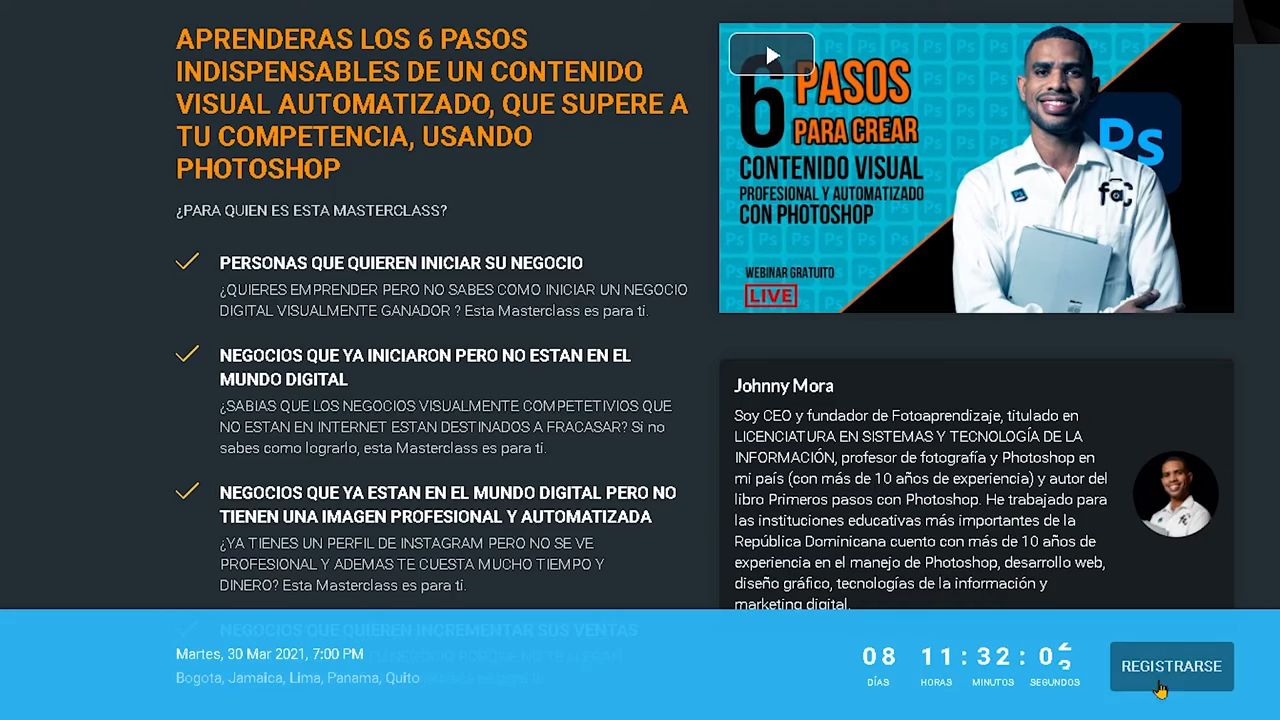 APRENDERAS LOS 6 PASOS
INDISPENSABLES DE UN CONTENIDO
VISUAL AUTOMATIZADO, QUE SUPERE A
TU COMPETENCIA, USANDO
PHOTOSHOP
¿PARA QUIEN ES ESTA MASTERCLASS?
PERSONAS QUE QUIEREN INICIAR SU NEGOCIO
¿QUIERES EMPRENDER PERO NO SABES COMO INICIAR UN NEGOCIO
DIGITAL VISUALMENTE GANADOR ? Esta Masterclass es para ti.
NEGOCIOS QUE YA INICIARON PERO NO ESTAN EN EL
MUNDO DIGITAL
¿SABIAS QUE LOS NEGOCIOS VISUALMENTE COMPETETIVIOS QUE
NO ESTAN EN INTERNET ESTAN DESTINADOS A FRACASAR? Si no
sabes como lograrlo, esta Masterclass es para ti.
NEGOCIOS QUE YA ESTAN EN EL MUNDO DIGITAL PERO NO
TIENEN UNA IMAGEN PROFESIONAL Y AUTOMATIZADA
¿YA TIENES UN PERFIL DE INSTAGRAM PERO NO SE VE
PROFESIONAL Y ADEMAS TE CUESTA MUCHO TIEMPO Y
DINERO? Esta Masterclass es para ti.
NEGOCIOS QUE QUIEREN INCREMENTAR SUS VENTAS
6 PASOS
PARA CREAR
CONTENIDO VISUAL
PROFESIONAL Y AUTOMATIZADO
CON PHOTOSHOP
WEBINAR GRATUITO
LIVE
Ps
fac
Johnny Mora
Soy CEO y fundador de Fotoaprendizaje, titulado en
LICENCIATURA EN SISTEMAS Y TECNOLOGÍA DE LA
INFORMACIÓN, profesor de fotografía y Photoshop en
mi país (con más de 10 años de experiencia) y autor del
libro Primeros pasos con Photoshop. He trabajado para
las instituciones educativas más importantes de la
República Dominicana cuento con más de 10 años de
experiencia en el manejo de Photoshop, desarrollo web,
diseño gráfico, tecnologías de la información y
marketing digital.
Martes, 30 Mar 2021, 7:00 PM
Bogota, Jamaica, Lima, Panama, Quito
08 11 : 32 : 0
DÍAS HORAS MINUTOS SEGUNDOS
REGISTRARSE